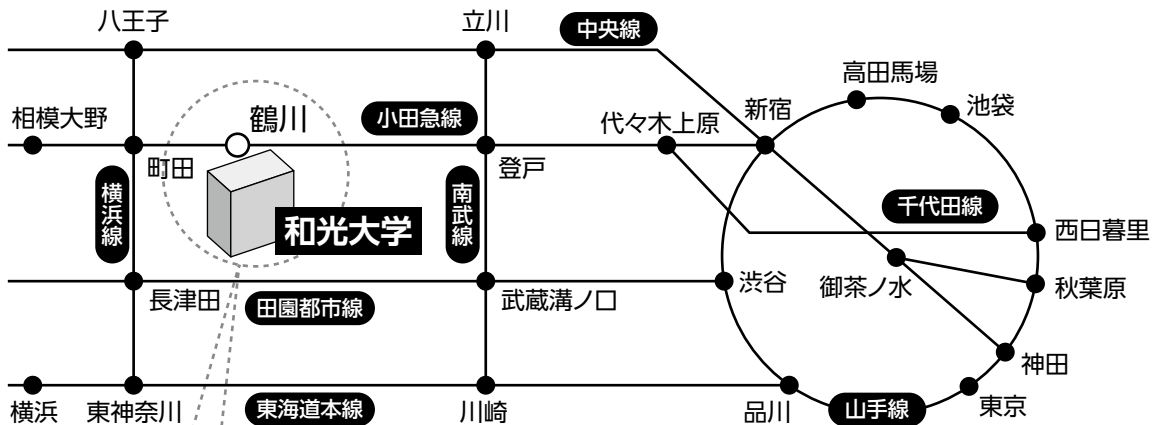 八王子
立川
中央線
高田馬場
池袋
相模大野
鶴川
小田急線
代々木上原
新宿
町田
登戸
横浜線
南武線
千代田線
和光大学
西日暮里
長津田
田園都市線
武蔵溝ノ口
渋谷
御茶ノ水
秋葉原
神田
横浜
東神奈川
東海道本線
川崎
品川
山手線
東京